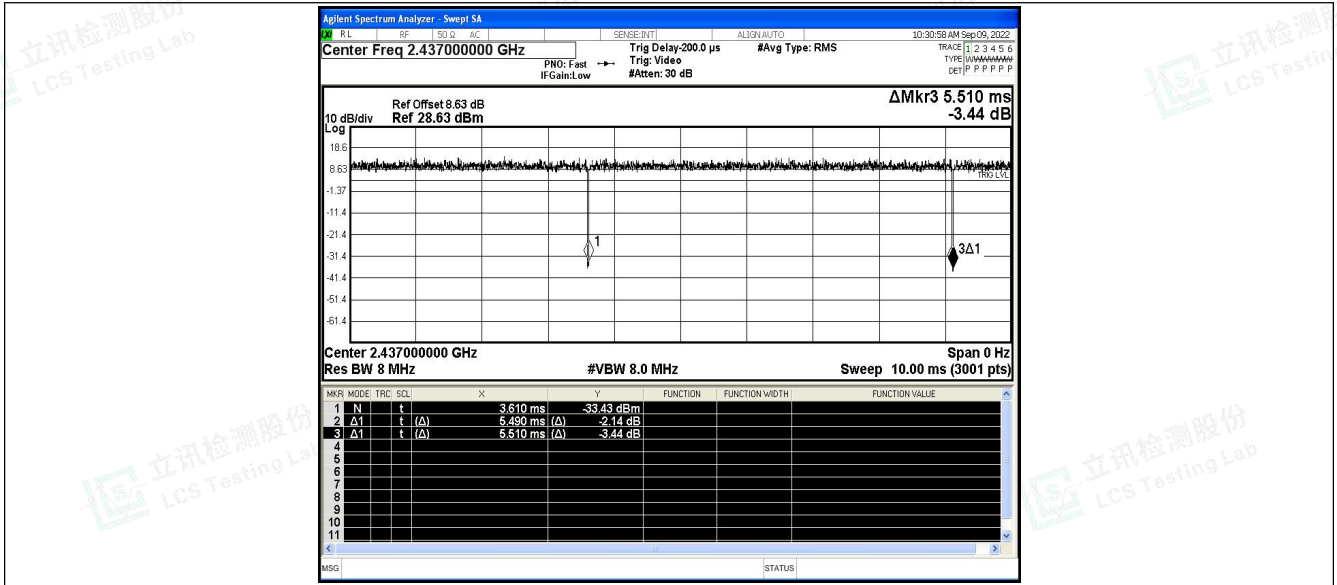 Agilent Spectrum Analyzer - Swept SA
LXI RL RF 50 Ω AC SENSE:INT ALIGN AUTO 10:30:58 AM Sep 09, 2022
Center Freq 2.437000000 GHz
PNO: Fast
IFGain:Low
Trig Delay-200.0 µs
Trig: Video
#Atten: 30 dB
#Avg Type: RMS
TRACE 1 2 3 4 5 6
TYPE
DET P P P P P P
ΔMkr3 5.510 ms
-3.44 dB
Ref Offset 8.63 dB
10 dB/div Ref 28.63 dBm
Log
18.6
8.63
TRIG LVL
-1.37
-11.4
-21.4
1
3Δ1
-31.4
-41.4
-51.4
-61.4
Center 2.437000000 GHz Span 0 Hz
Res BW 8 MHz #VBW 8.0 MHz Sweep 10.00 ms (3001 pts)
MKR MODE TRC SCL X Y FUNCTION FUNCTION WIDTH FUNCTION VALUE
1 N t 3.610 ms -33.43 dBm
2 Δ1 t (Δ) 5.490 ms (Δ) -2.14 dB
3 Δ1 t (Δ) 5.510 ms (Δ) -3.44 dB
4
5
6
7
8
9
10
11
MSG STATUS
立讯检测股份
LCS Testing Lab
立讯检测股份
LCS Testing Lab
立讯检测股份
LCS Testing Lab